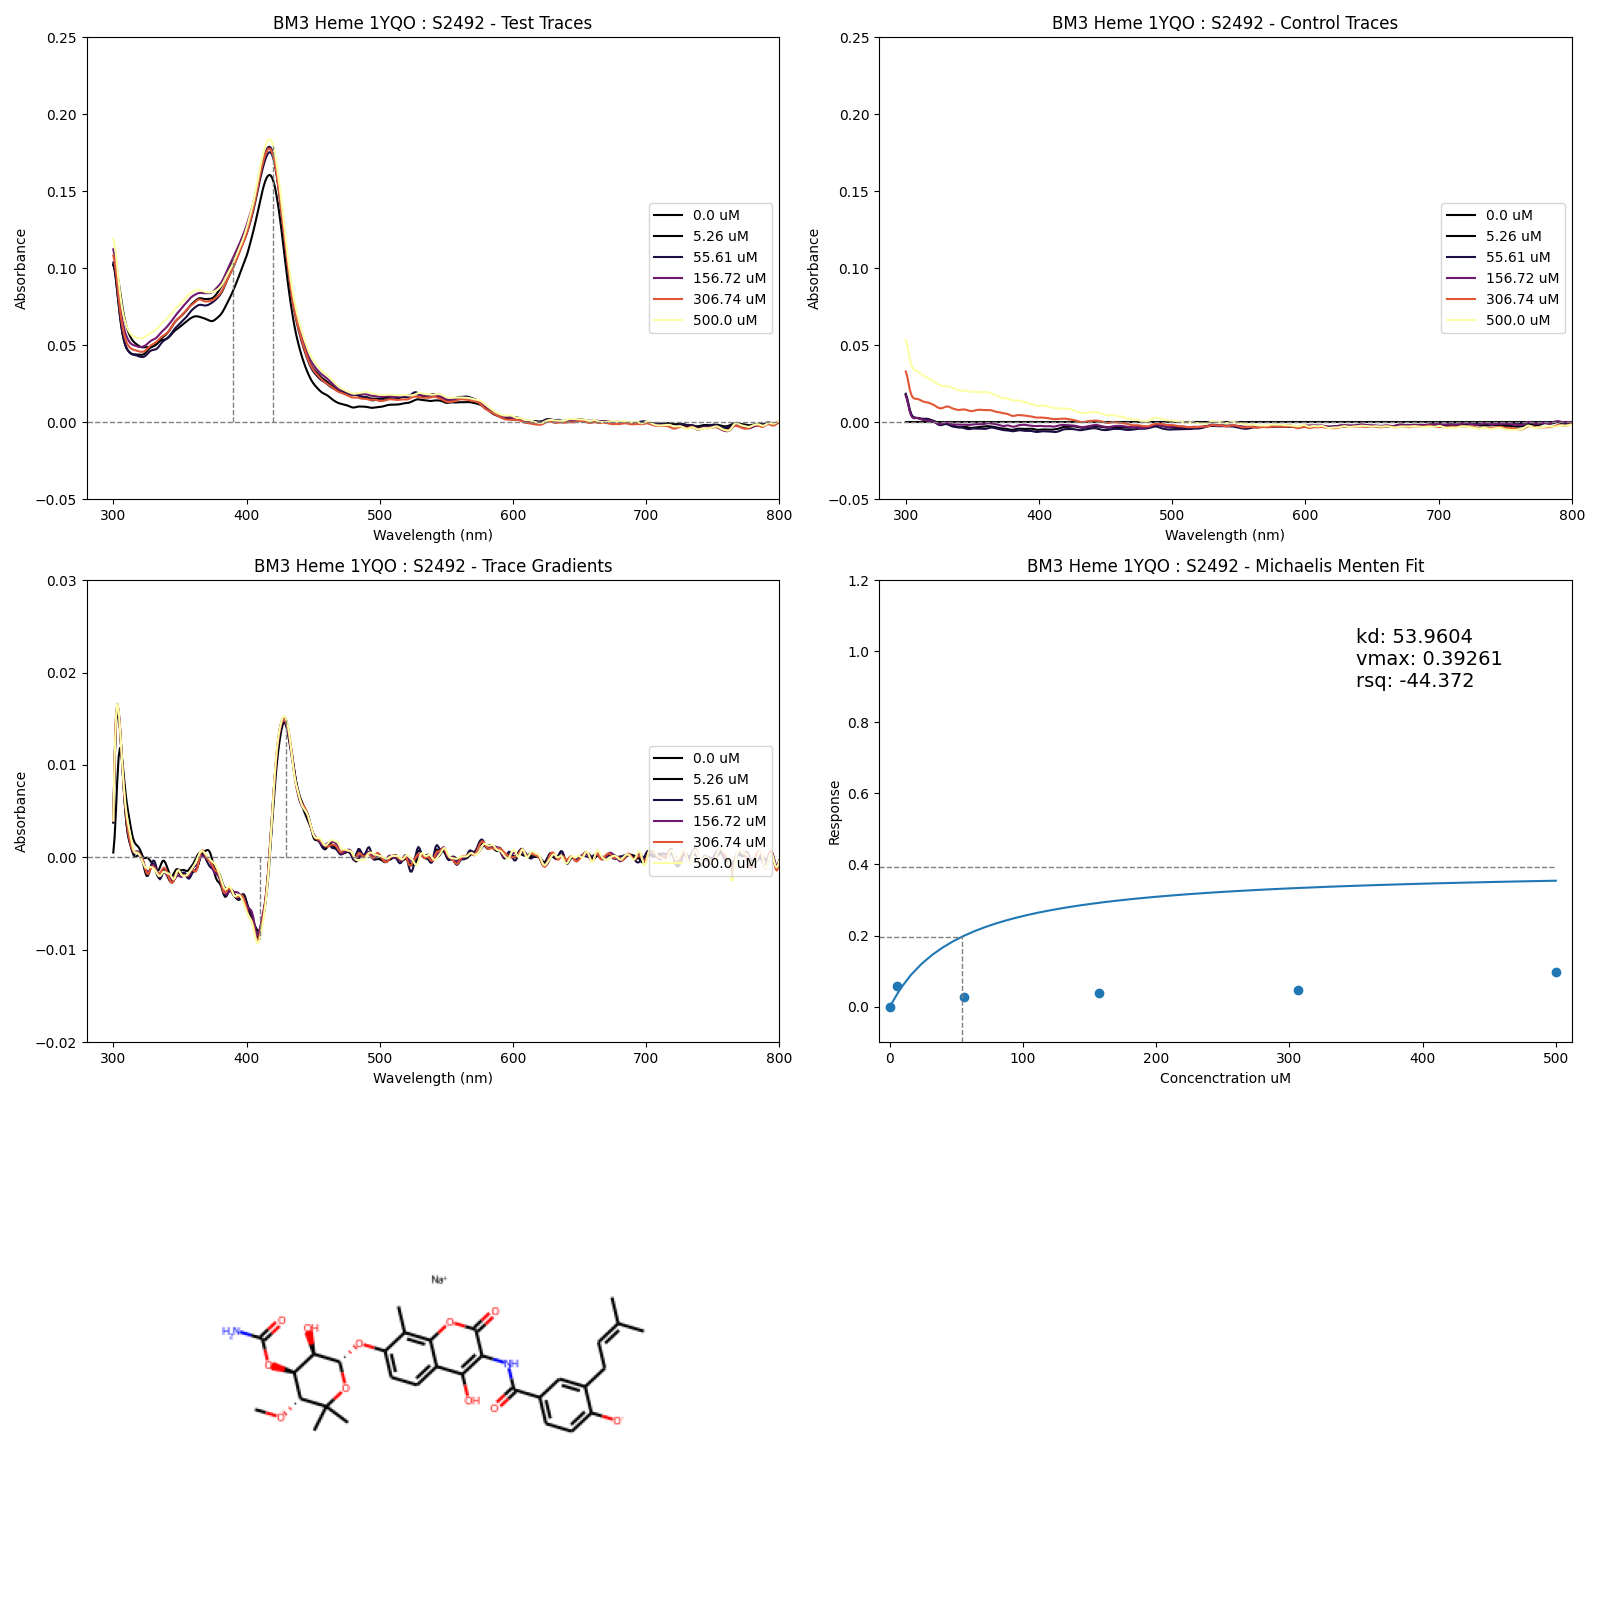 BM3 Heme 1YQO : S2492 - Test Traces
0.25
0.20
0.15
0.10
0.05
0.00
−0.05
Absorbance
300
400
500
600
700
800
Wavelength (nm)
0.0 uM
5.26 uM
55.61 uM
156.72 uM
306.74 uM
500.0 uM
BM3 Heme 1YQO : S2492 - Control Traces
0.25
0.20
0.15
0.10
0.05
0.00
−0.05
Absorbance
300
400
500
600
700
800
Wavelength (nm)
0.0 uM
5.26 uM
55.61 uM
156.72 uM
306.74 uM
500.0 uM
BM3 Heme 1YQO : S2492 - Trace Gradients
0.03
0.02
0.01
0.00
−0.01
−0.02
Absorbance
300
400
500
600
700
800
Wavelength (nm)
0.0 uM
5.26 uM
55.61 uM
156.72 uM
306.74 uM
500.0 uM
BM3 Heme 1YQO : S2492 - Michaelis Menten Fit
1.2
1.0
0.8
0.6
0.4
0.2
0.0
Response
0
100
200
300
400
500
Concenctration uM
kd: 53.9604
vmax: 0.39261
rsq: -44.372
Na⁺
H₂N
O
OH
O
O
O
O
O
O
OH
NH
O
O⁻